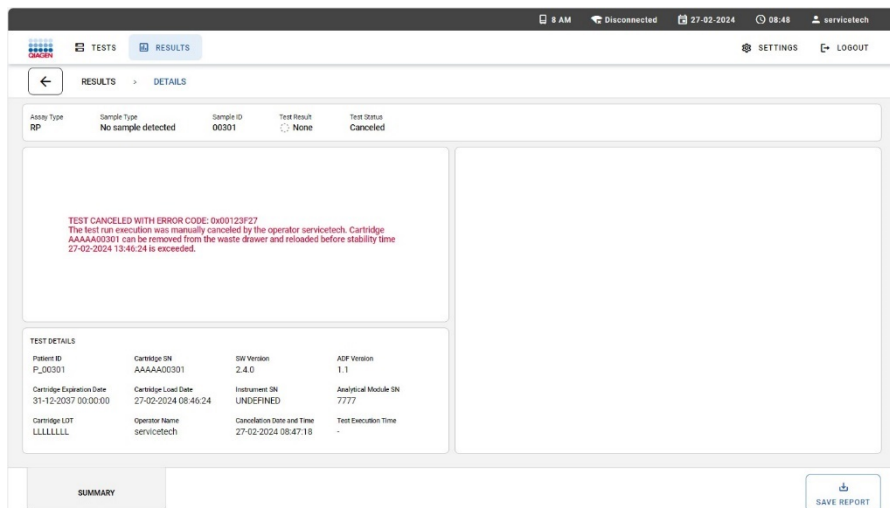 8 AM Disconnected 27-02-2024 08:48 servicetech
QIAGEN TESTS RESULTS SETTINGS LOGOUT
RESULTS > DETAILS
Assay Type Sample Type Sample ID Test Result Test Status
RP No sample detected 00301 None Canceled
TEST CANCELED WITH ERROR CODE: 0x00123F27
The test run execution was manually canceled by the operator servicetech. Cartridge
AAAAA00301 can be removed from the waste drawer and reloaded before stability time
27-02-2024 13:46:24 is exceeded.
TEST DETAILS
Patient ID Cartridge SN SW Version ADF Version
P_00301 AAAAA00301 2.4.0 1.1
Cartridge Expiration Date Cartridge Load Date Instrument SN Analytical Module SN
31-12-2037 00:00:00 27-02-2024 08:46:24 UNDEFINED 7777
Cartridge LOT Operator Name Cancelation Date and Time Test Execution Time
LLLLLLLL servicetech 27-02-2024 08:47:18 -
SUMMARY
SAVE REPORT